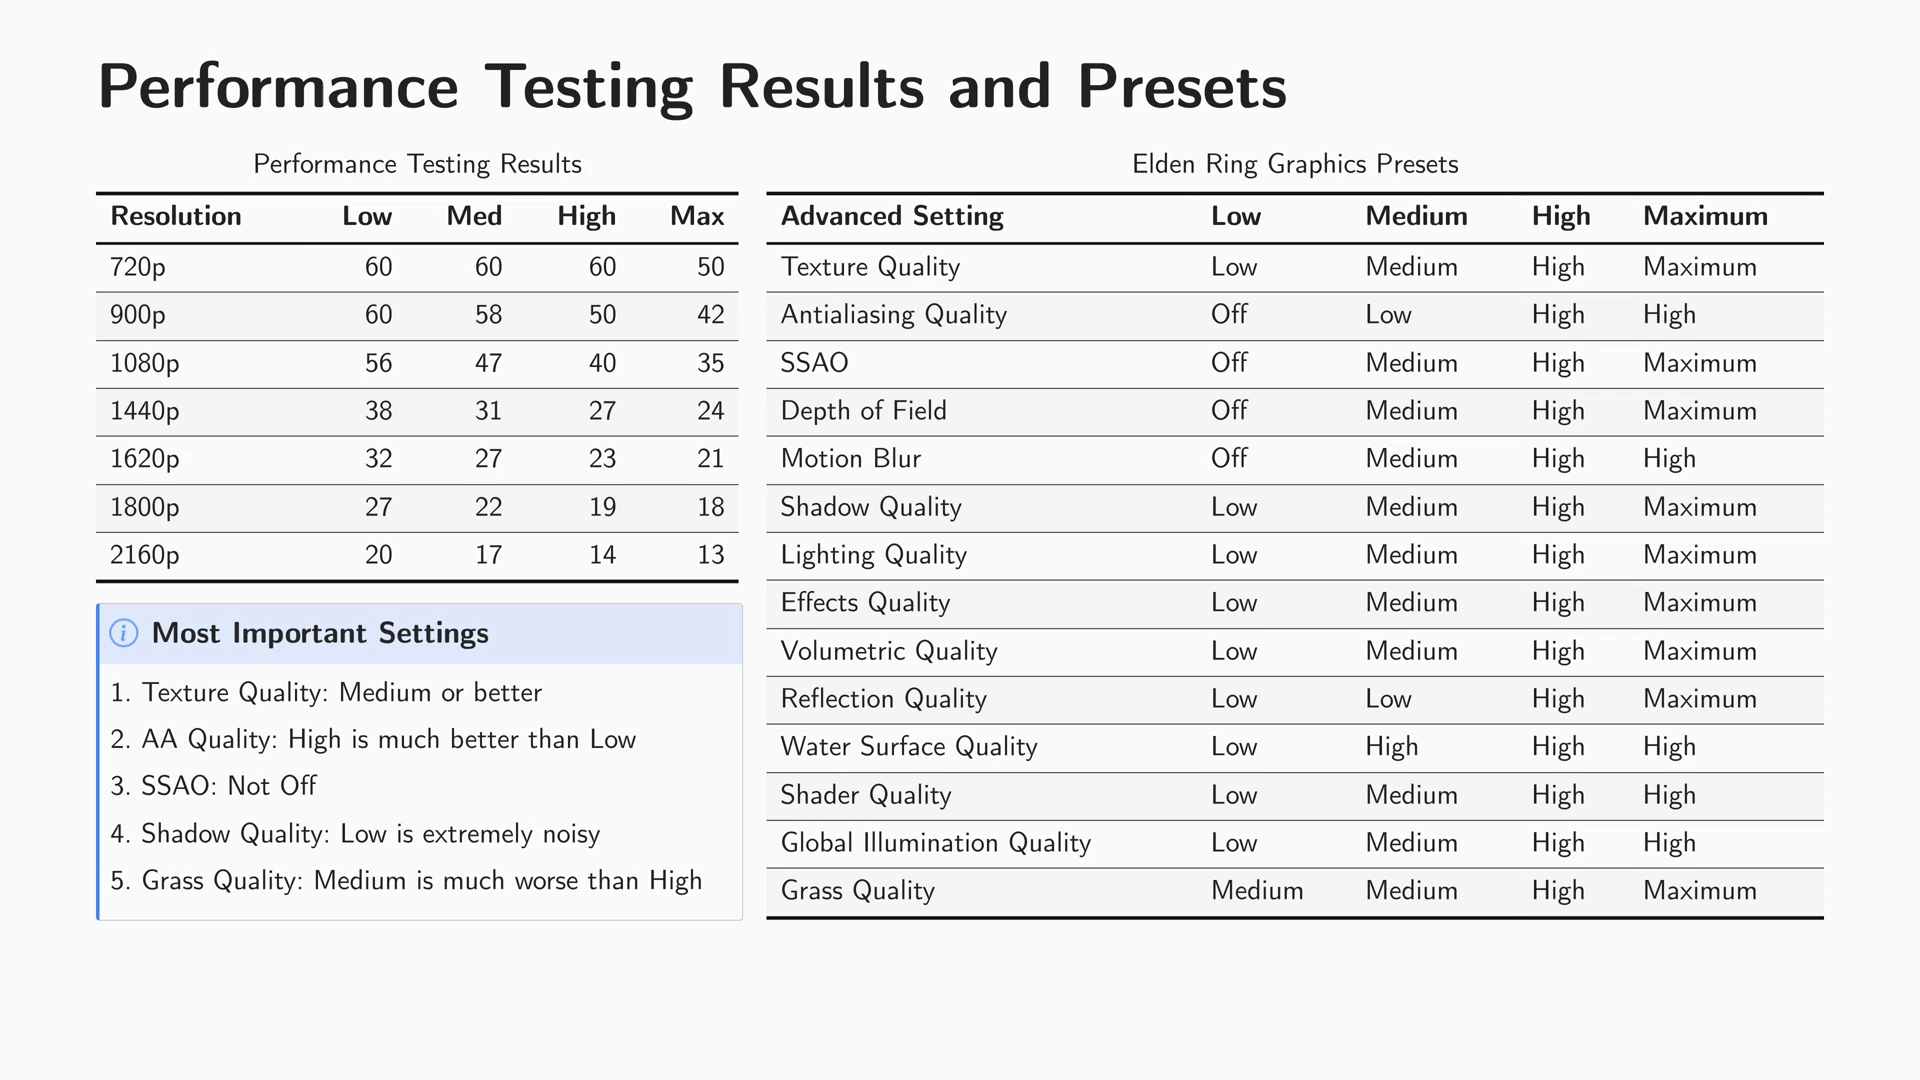 Performance Testing Results and Presets
Performance Testing Results
Resolution Low Med High Max
720p 60 60 60 50
900p 60 58 50 42
1080p 56 47 40 35
1440p 38 31 27 24
1620p 32 27 23 21
1800p 27 22 19 18
2160p 20 17 14 13
Most Important Settings
1. Texture Quality: Medium or better
2. AA Quality: High is much better than Low
3. SSAO: Not Off
4. Shadow Quality: Low is extremely noisy
5. Grass Quality: Medium is much worse than High
Elden Ring Graphics Presets
Advanced Setting Low Medium High Maximum
Texture Quality Low Medium High Maximum
Antialiasing Quality Off Low High High
SSAO Off Medium High Maximum
Depth of Field Off Medium High Maximum
Motion Blur Off Medium High High
Shadow Quality Low Medium High Maximum
Lighting Quality Low Medium High Maximum
Effects Quality Low Medium High Maximum
Volumetric Quality Low Medium High Maximum
Reflection Quality Low Low High Maximum
Water Surface Quality Low High High High
Shader Quality Low Medium High High
Global Illumination Quality Low Medium High High
Grass Quality Medium Medium High Maximum